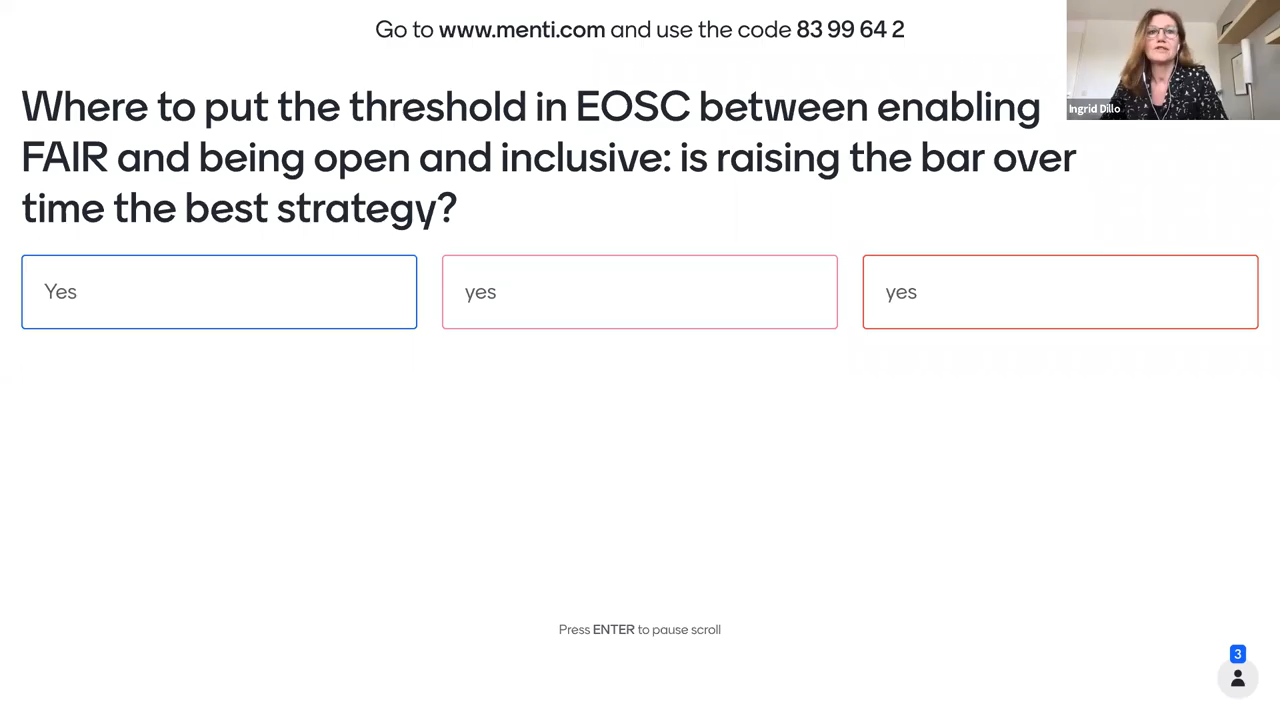 Go to www.menti.com and use the code 83 99 64 2
Ingrid Dillo
Where to put the threshold in EOSC between enabling
FAIR and being open and inclusive: is raising the bar over
time the best strategy?
Yes
yes
yes
Press ENTER to pause scroll
3